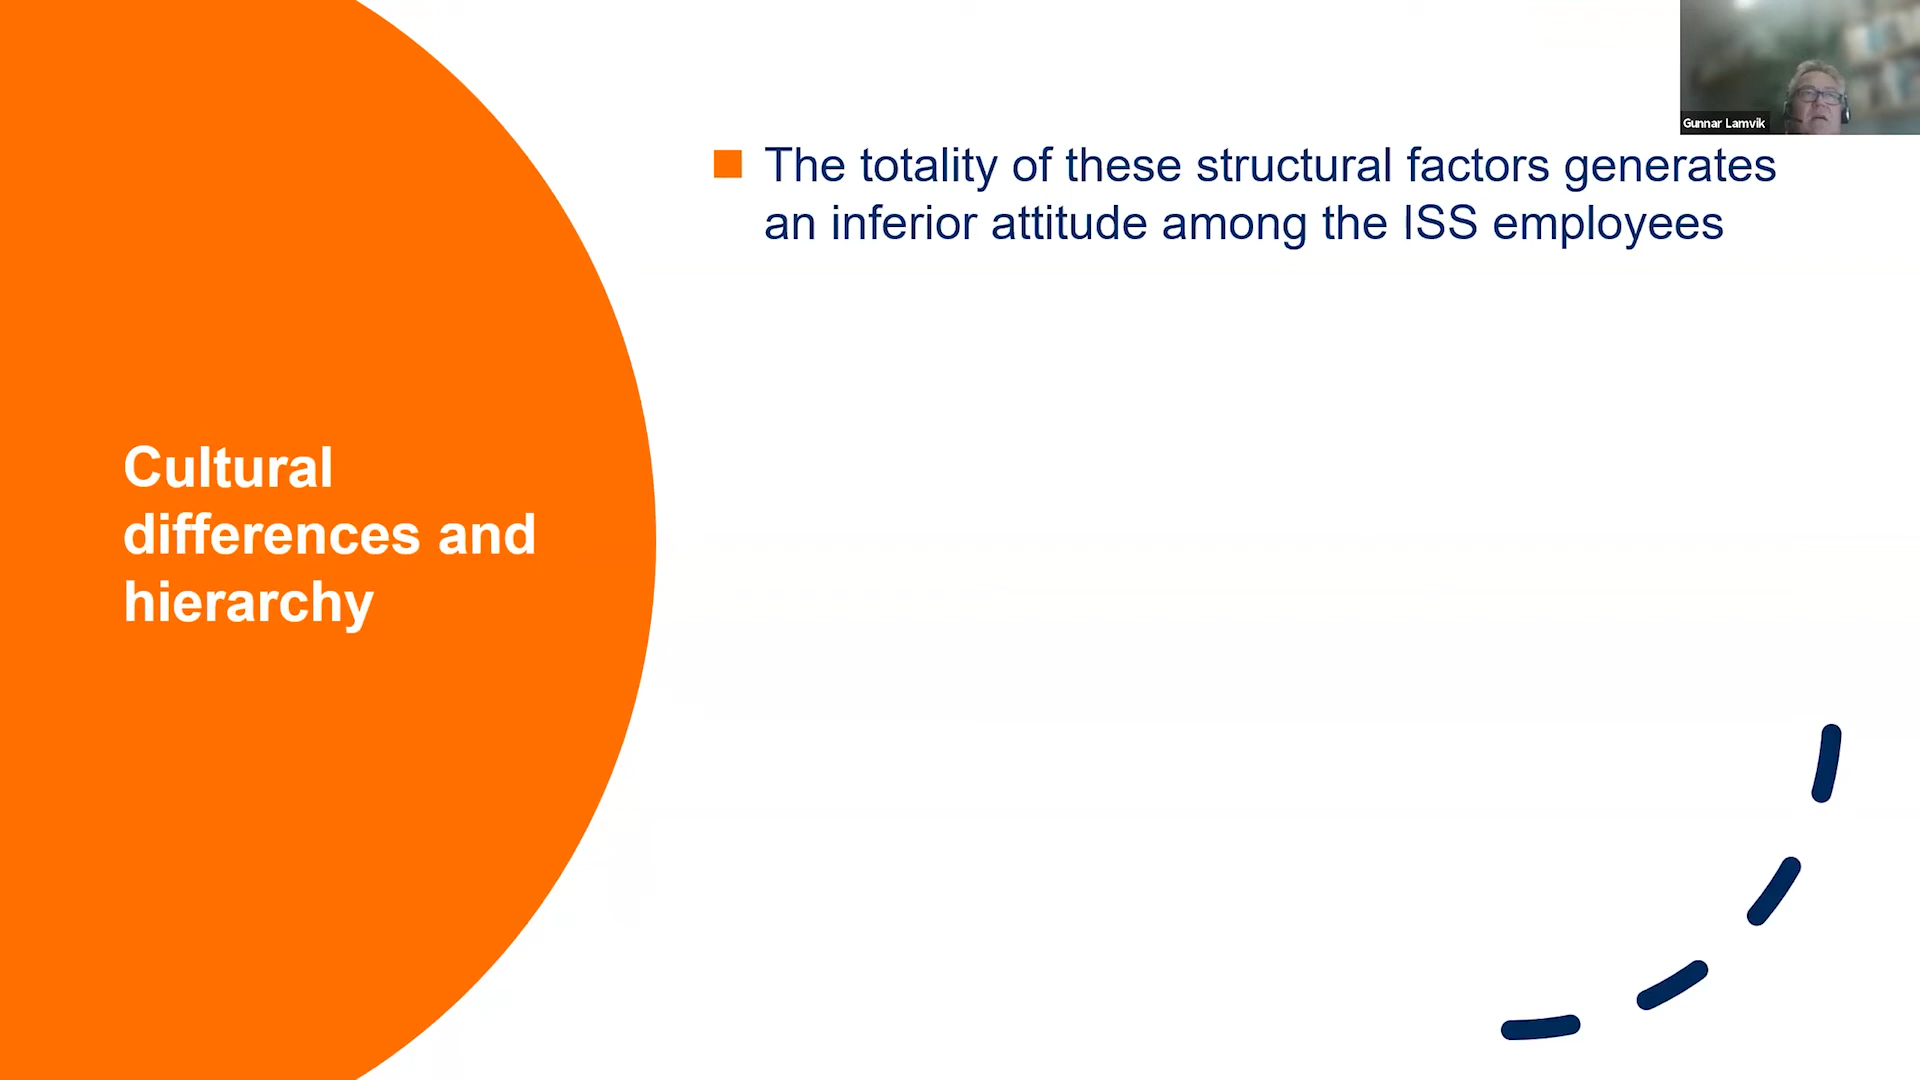 Gunnar Lamvik
The totality of these structural factors generates
an inferior attitude among the ISS employees
Cultural
differences and
hierarchy